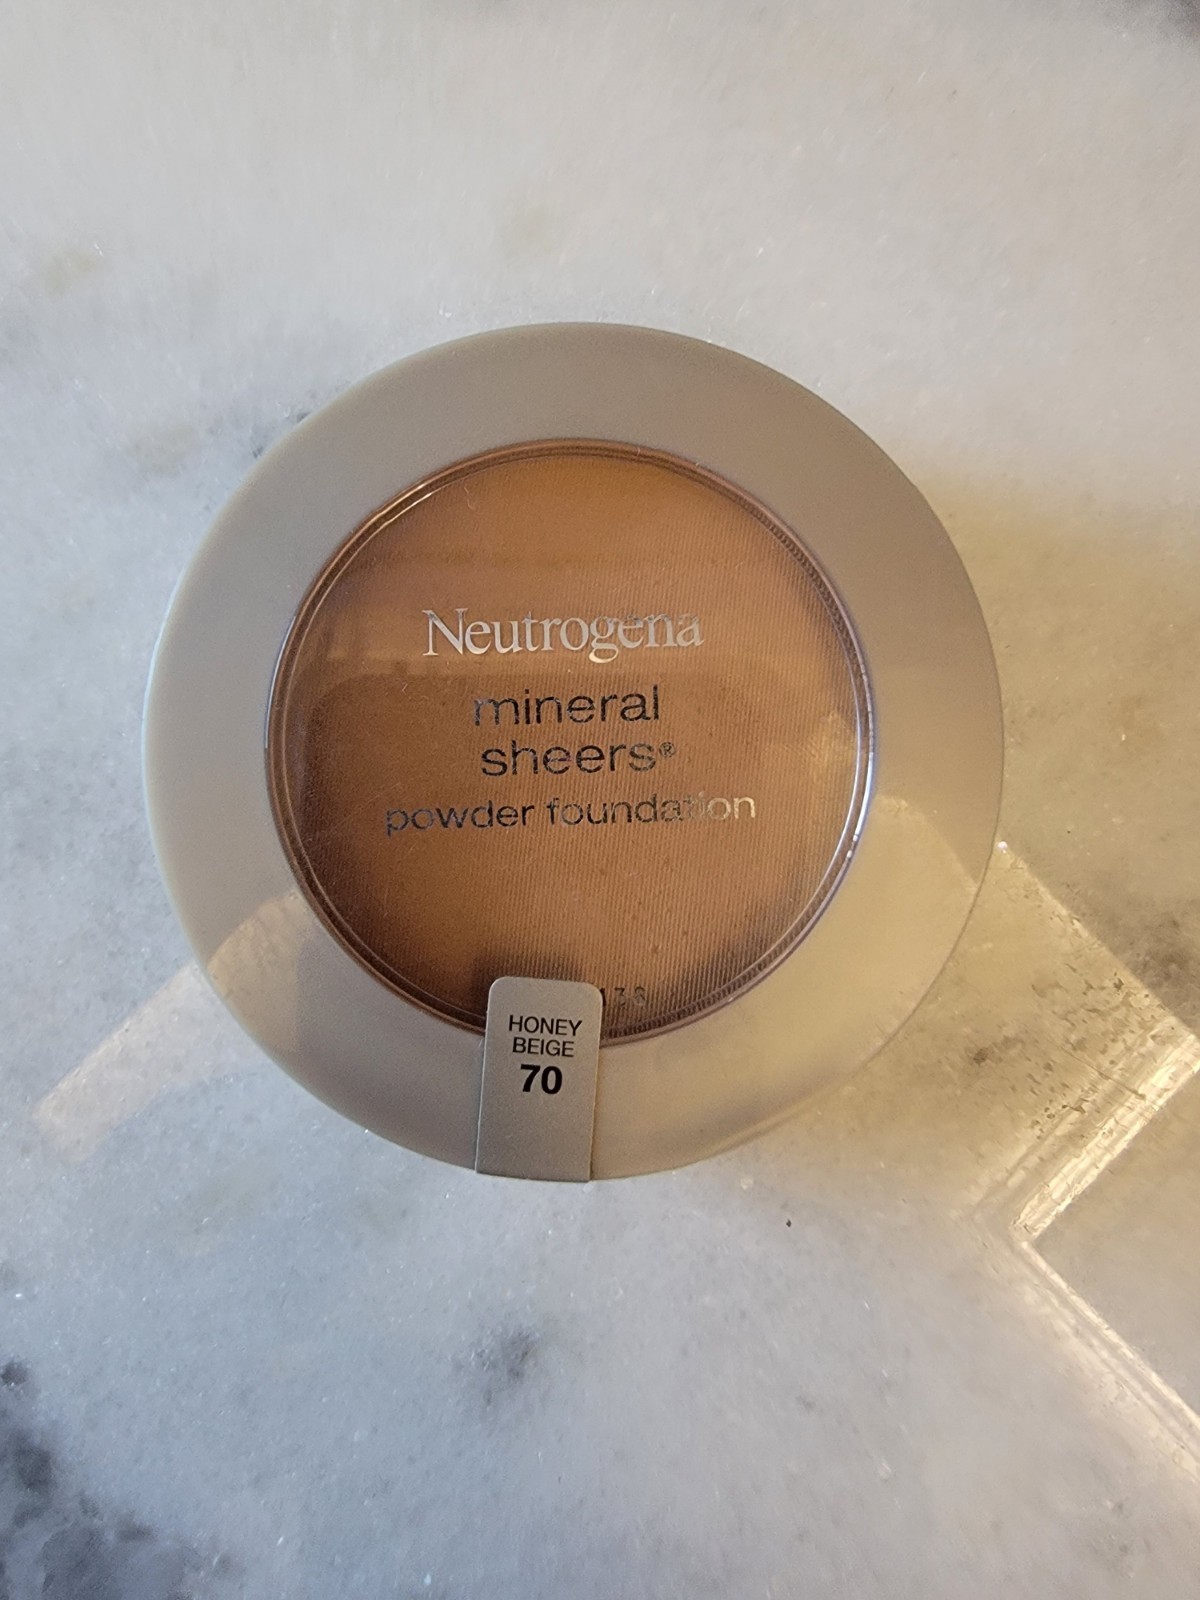 Neutrogena
mineral
sheers®
powder foundation
HONEY
BEIGE
70